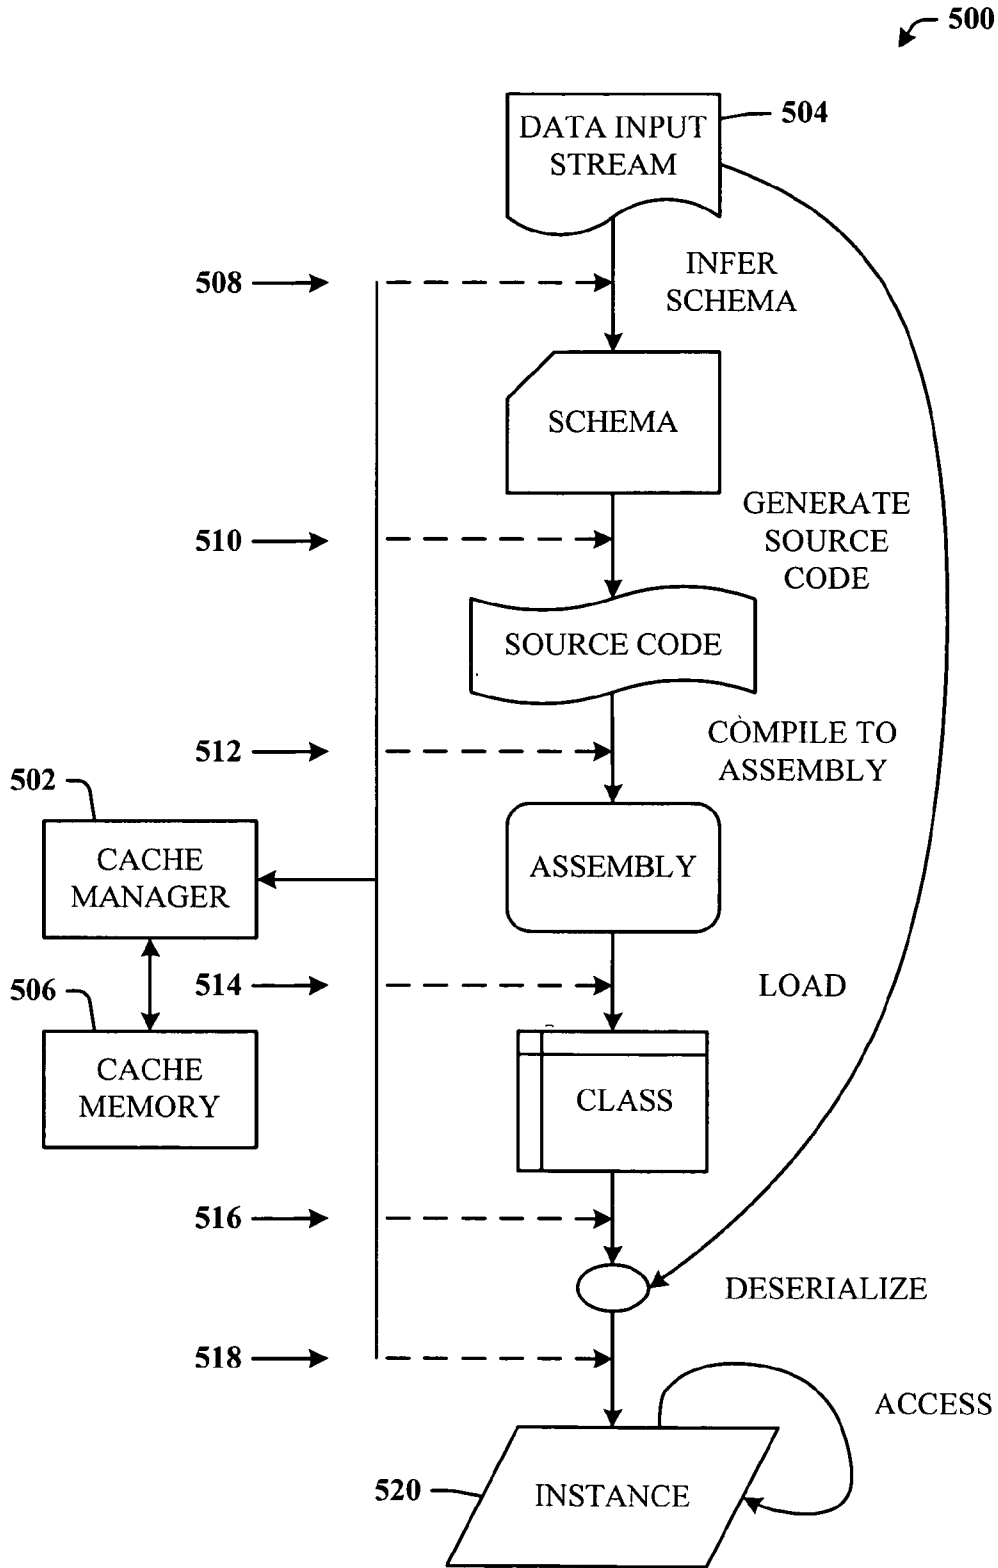 500
DATA INPUT
STREAM
504
508
INFER
SCHEMA
SCHEMA
510
GENERATE
SOURCE
CODE
SOURCE CODE
512
COMPILE TO
ASSEMBLY
502
CACHE
MANAGER
ASSEMBLY
514
LOAD
506
CACHE
MEMORY
CLASS
516
DESERIALIZE
518
ACCESS
520
INSTANCE